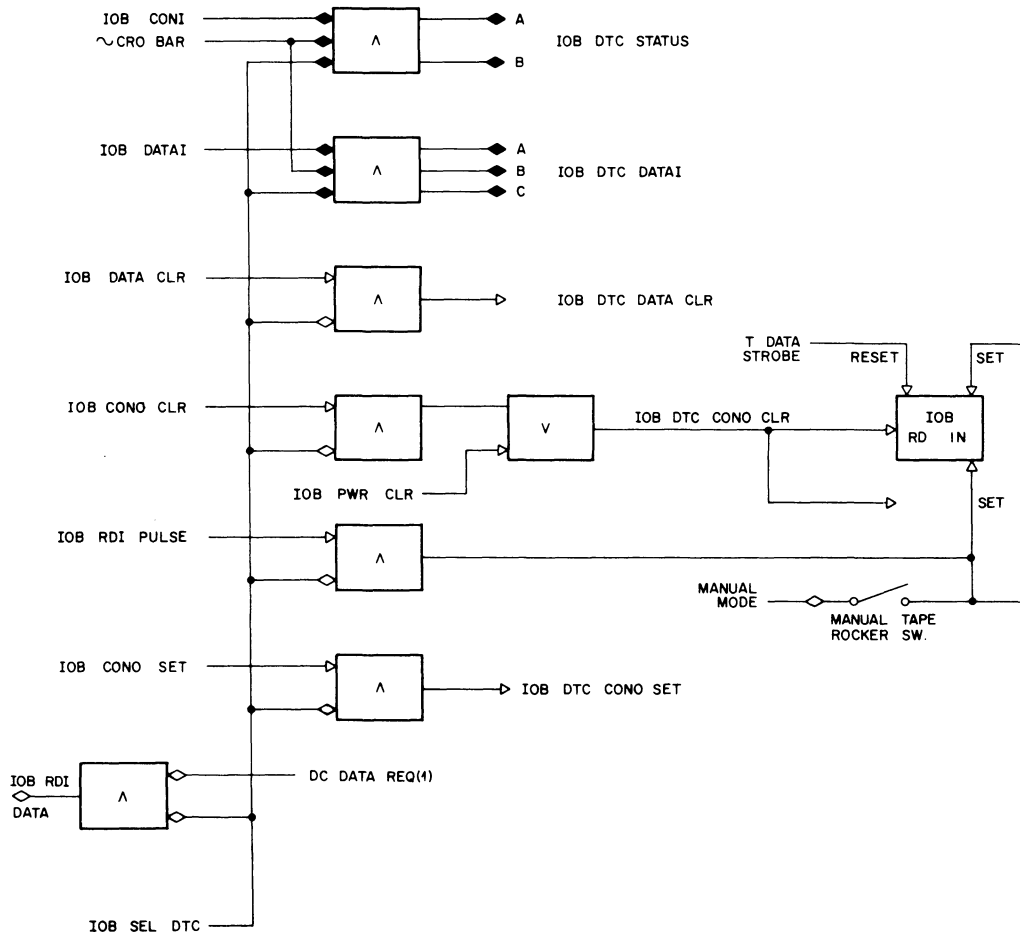 IOB CONI
~CRO BAR
∧
A
IOB DTC STATUS
B
IOB DATAI
∧
A
B
IOB DTC DATAI
C
IOB DATA CLR
∧
IOB DTC DATA CLR
T DATA
STROBE
RESET
SET
IOB CONO CLR
∧
∨
IOB DTC CONO CLR
IOB
RD IN
IOB PWR CLR
SET
IOB RDI PULSE
∧
MANUAL
MODE
MANUAL TAPE
ROCKER SW.
IOB CONO SET
∧
IOB DTC CONO SET
IOB RDI
DATA
∧
DC DATA REQ(1)
IOB SEL DTC